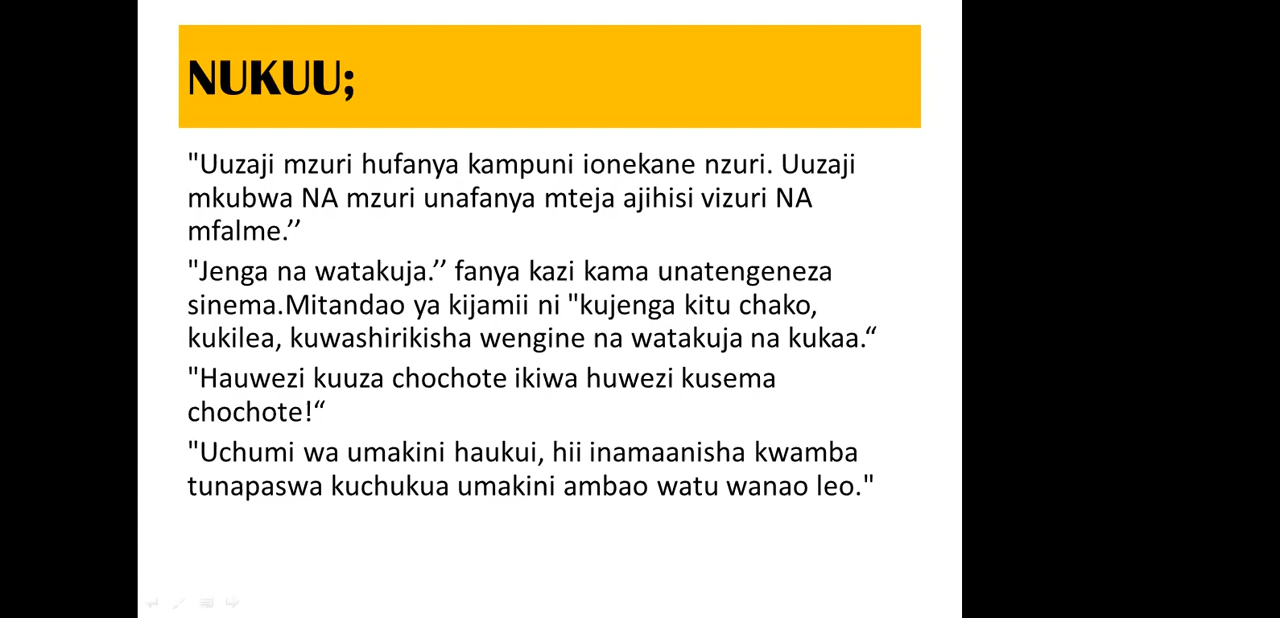 NUKUU;
"Uuzaji mzuri hufanya kampuni ionekane nzuri. Uuzaji
mkubwa NA mzuri unafanya mteja ajihisi vizuri NA
mfalme.’’
"Jenga na watakuja.’’ fanya kazi kama unatengeneza
sinema.Mitandao ya kijamii ni "kujenga kitu chako,
kukilea, kuwashirikisha wengine na watakuja na kukaa.“
"Hauwezi kuuza chochote ikiwa huwezi kusema
chochote!“
"Uchumi wa umakini haukui, hii inamaanisha kwamba
tunapaswa kuchukua umakini ambao watu wanao leo."